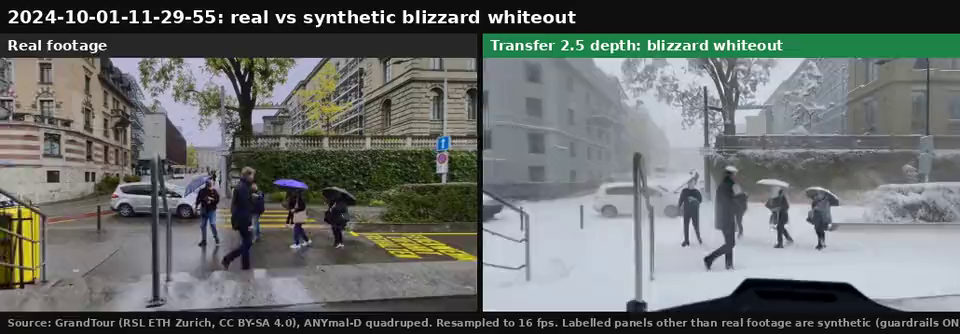 2024-10-01-11-29-55: real vs synthetic blizzard whiteout
Real footage
Transfer 2.5 depth: blizzard whiteout
Source: GrandTour (RSL ETH Zurich, CC BY-SA 4.0), ANYmal-D quadruped. Resampled to 16 fps. Labelled panels other than real footage are synthetic (guardrails ON